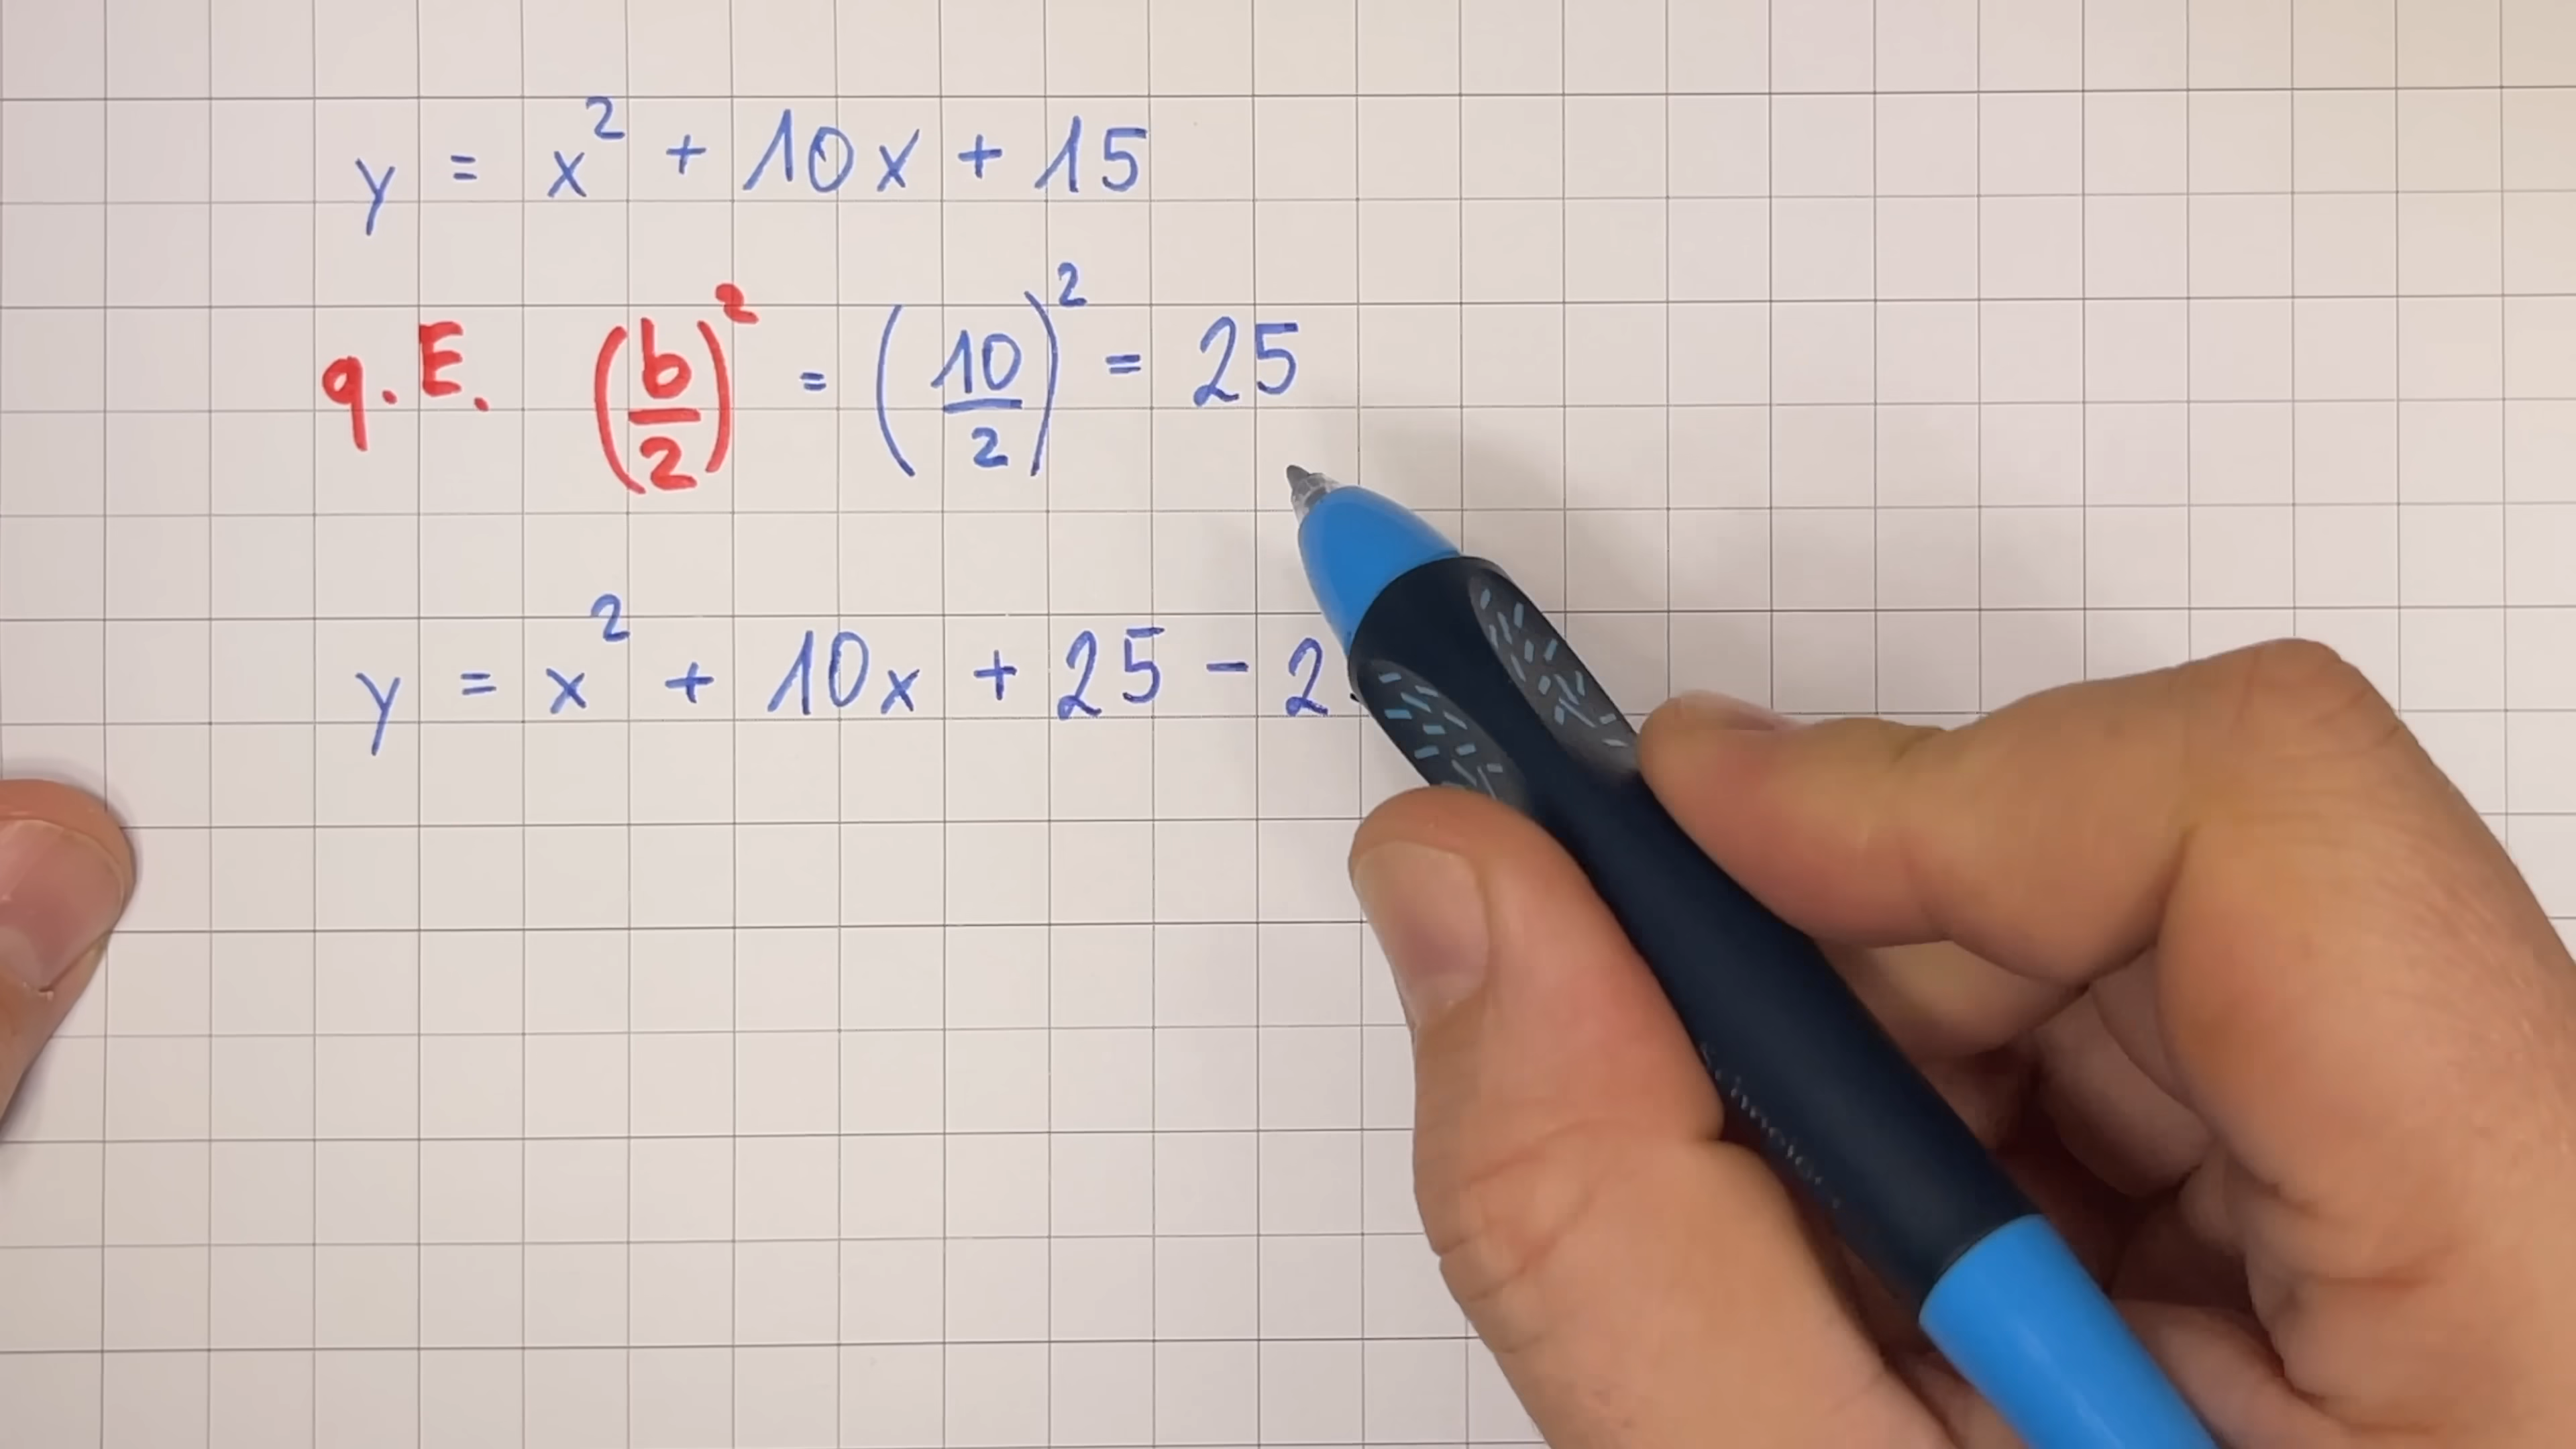 y = x² + 10x + 15
q.E. (b/2)² = (10/2)² = 25
y = x² + 10x + 25 - 2